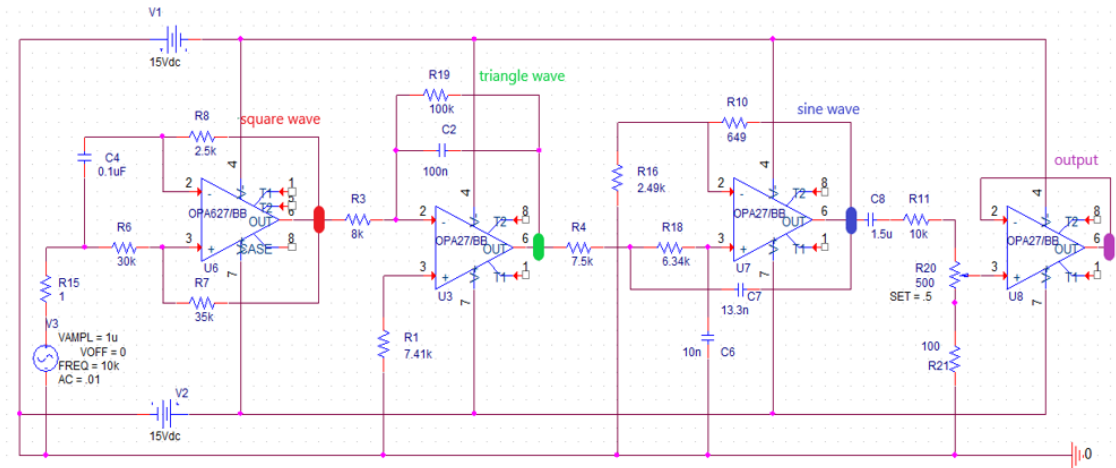 V1
15Vdc
R19
100k
C2
100n
triangle wave
R10
649
sine wave
R8
2.5k
square wave
C4
0.1uF
R16
2.49k
output
4
2
-
T1
1
T2
5
OPA627/BB
OUT
6
3
+
8
U6
7
R6
30k
R7
35k
R15
1
V3
VAMPL = 1u
VOFF = 0
FREQ = 10k
AC = .01
R3
8k
4
2
-
T2
8
OPA27/BB
OUT
6
3
+
T1
1
U3
7
R1
7.41k
R4
7.5k
R18
6.34k
4
2
-
T2
8
OPA27/BB
OUT
6
3
+
T1
1
U7
7
C7
13.3n
10n
C6
C8
1.5u
R11
10k
R20
500
SET = .5
100
R21
4
2
-
T2
8
OPA27/BB
OUT
6
3
+
T1
1
U8
7
V2
15Vdc
0